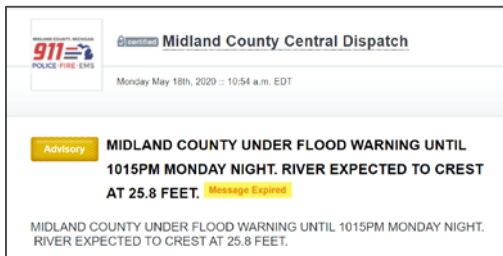 MIDLAND COUNTY, MICHIGAN
911
POLICE·FIRE·EMS
certified Midland County Central Dispatch
Monday May 18th, 2020 :: 10:54 a.m. EDT
Advisory
MIDLAND COUNTY UNDER FLOOD WARNING UNTIL
1015PM MONDAY NIGHT. RIVER EXPECTED TO CREST
AT 25.8 FEET. Message Expired
MIDLAND COUNTY UNDER FLOOD WARNING UNTIL 1015PM MONDAY NIGHT.
RIVER EXPECTED TO CREST AT 25.8 FEET.